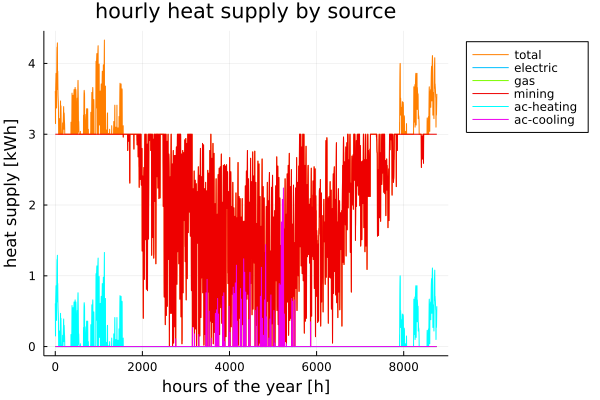 hourly heat supply by source
heat supply [kWh]
4
3
2
1
0
0 2000 4000 6000 8000
hours of the year [h]
total
electric
gas
mining
ac-heating
ac-cooling